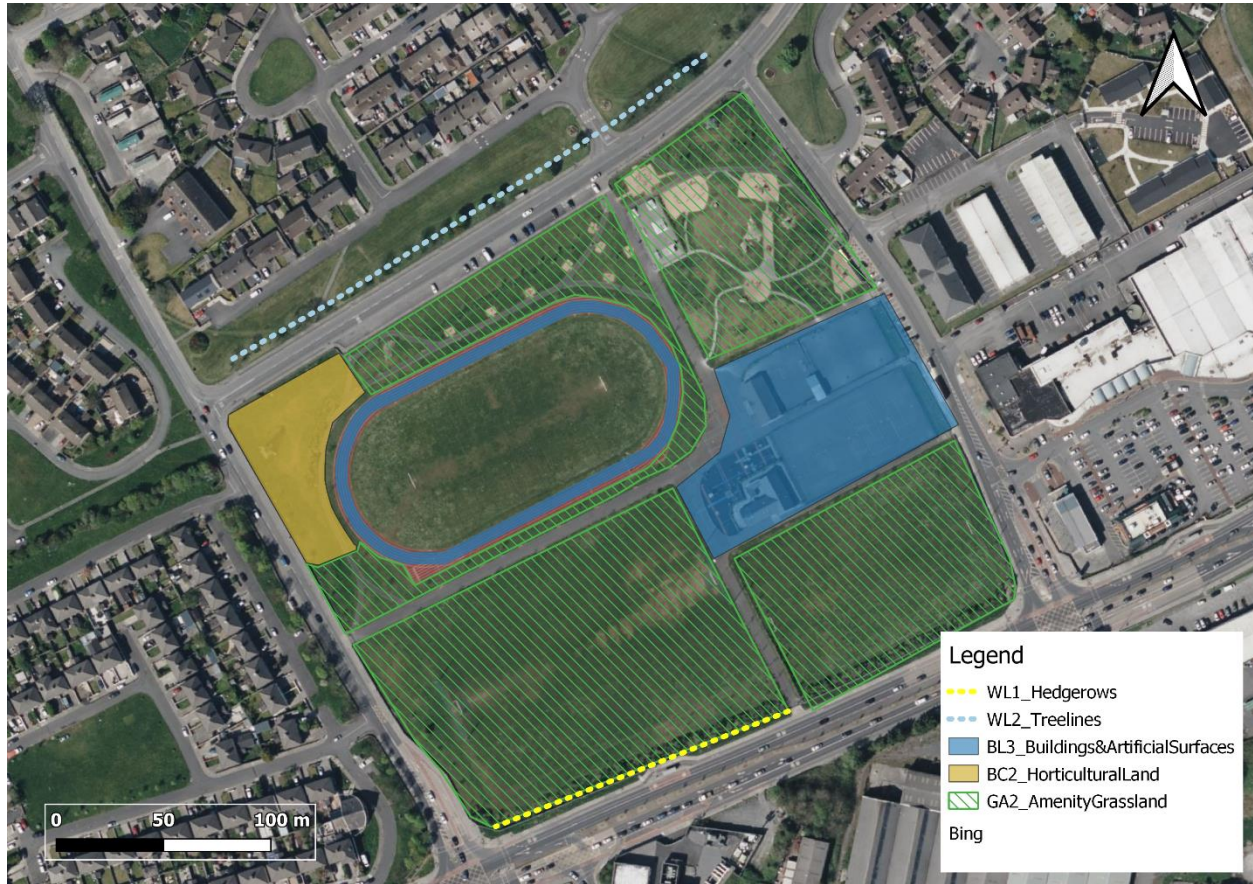 Legend
WL1_Hedgerows
WL2_Treelines
BL3_Buildings&ArtificialSurfaces
BC2_HorticulturalLand
GA2_AmenityGrassland
Bing
0 50 100 m